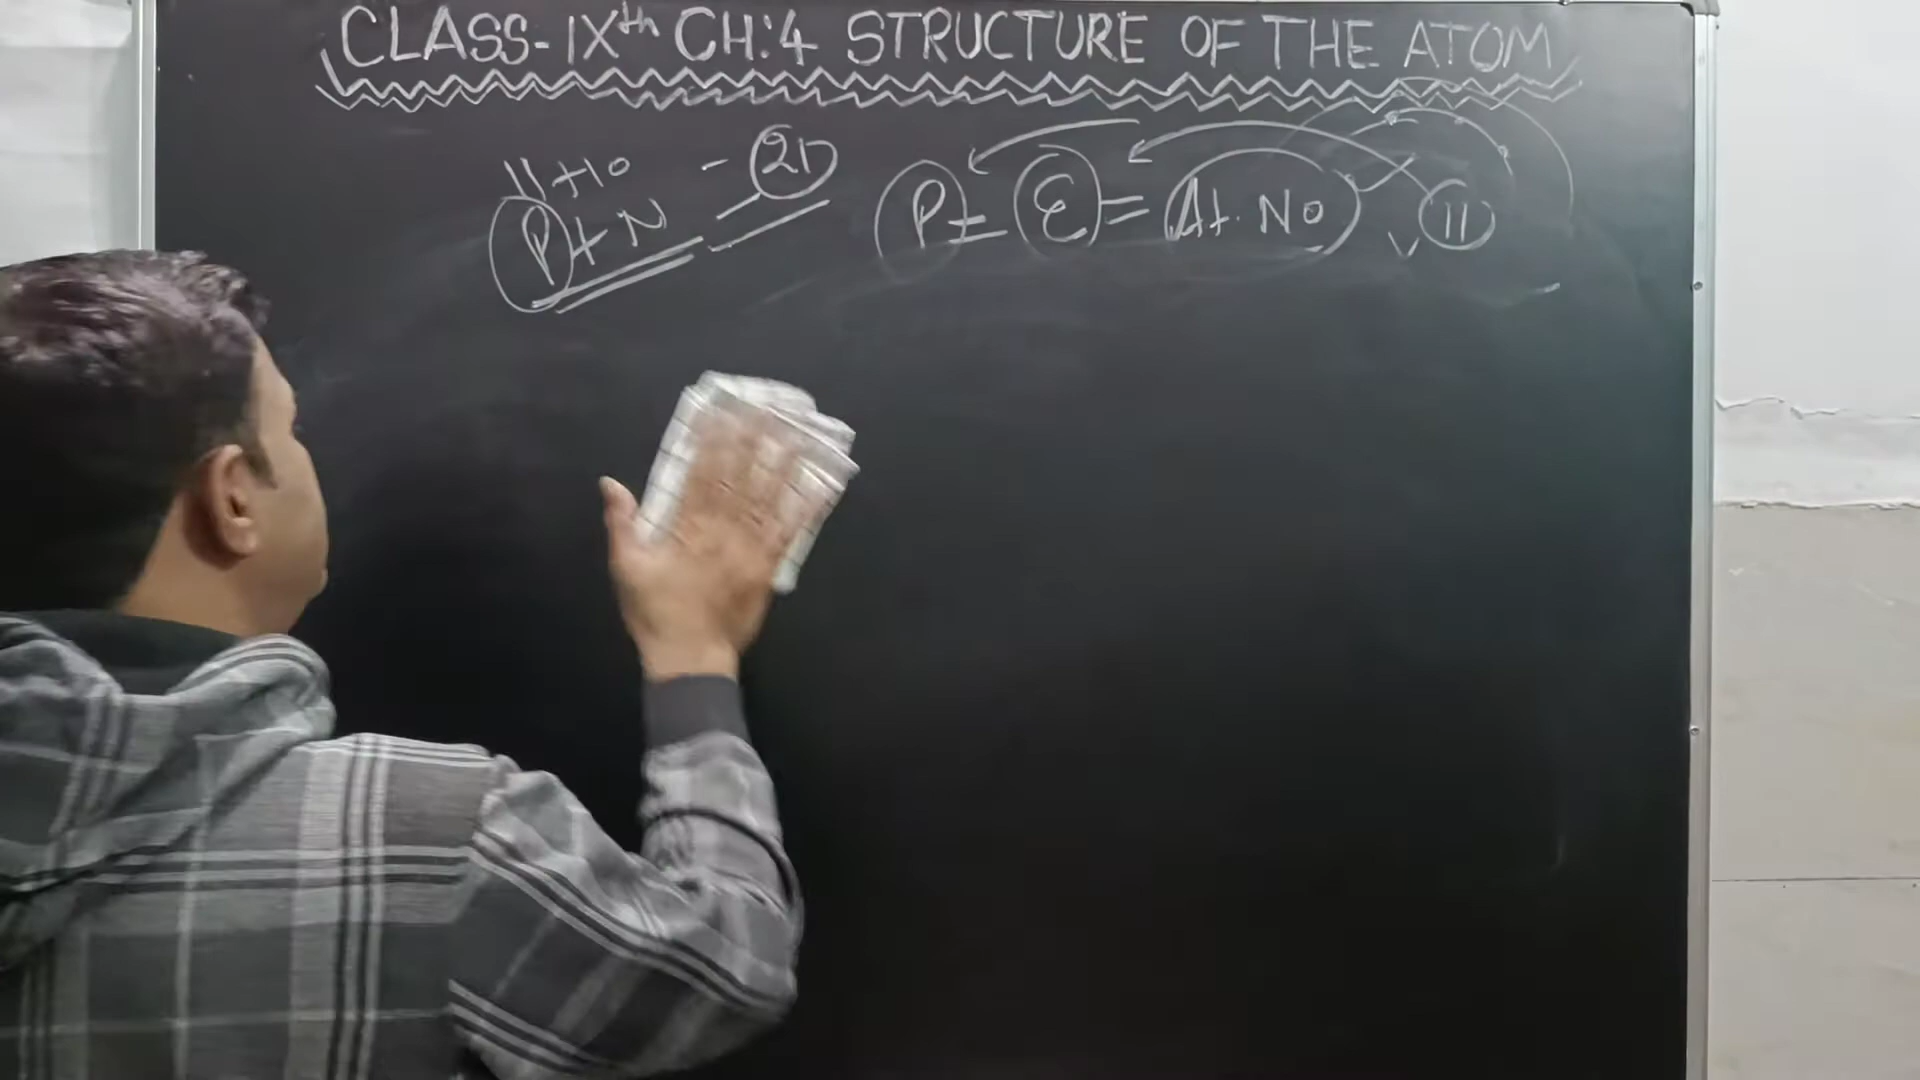 CLASS-IXth CH:4 STRUCTURE OF THE ATOM
11+10 - 21
P+N P = E = At. No 11